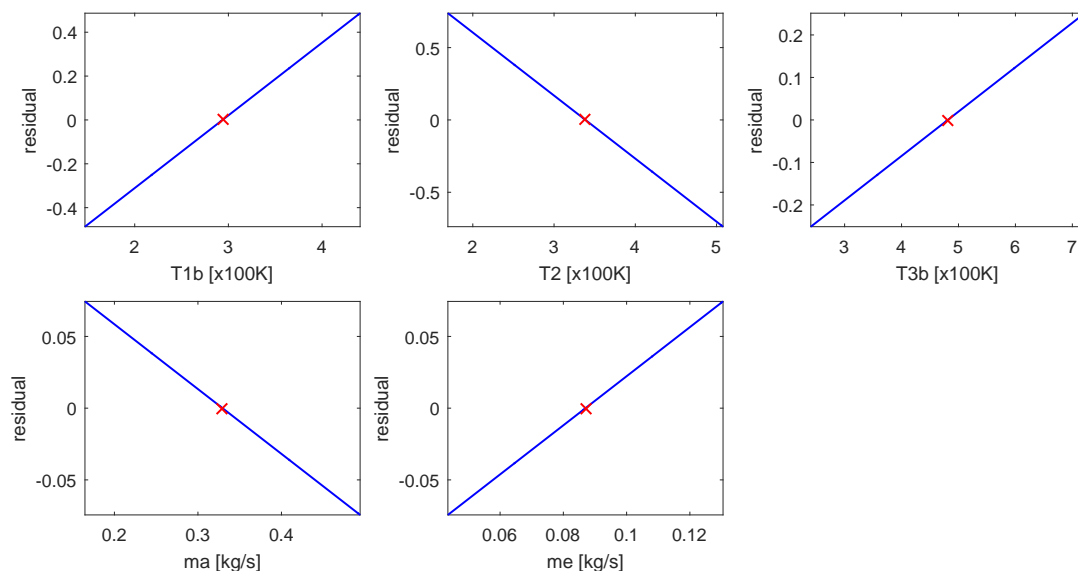 0.4
0.2
0
-0.2
-0.4
residual
2 3 4
T1b [x100K]
0.5
0
-0.5
residual
2 3 4 5
T2 [x100K]
0.2
0.1
0
-0.1
-0.2
residual
3 4 5 6 7
T3b [x100K]
0.05
0
-0.05
residual
0.2 0.3 0.4
ma [kg/s]
0.05
0
-0.05
residual
0.06 0.08 0.1 0.12
me [kg/s]